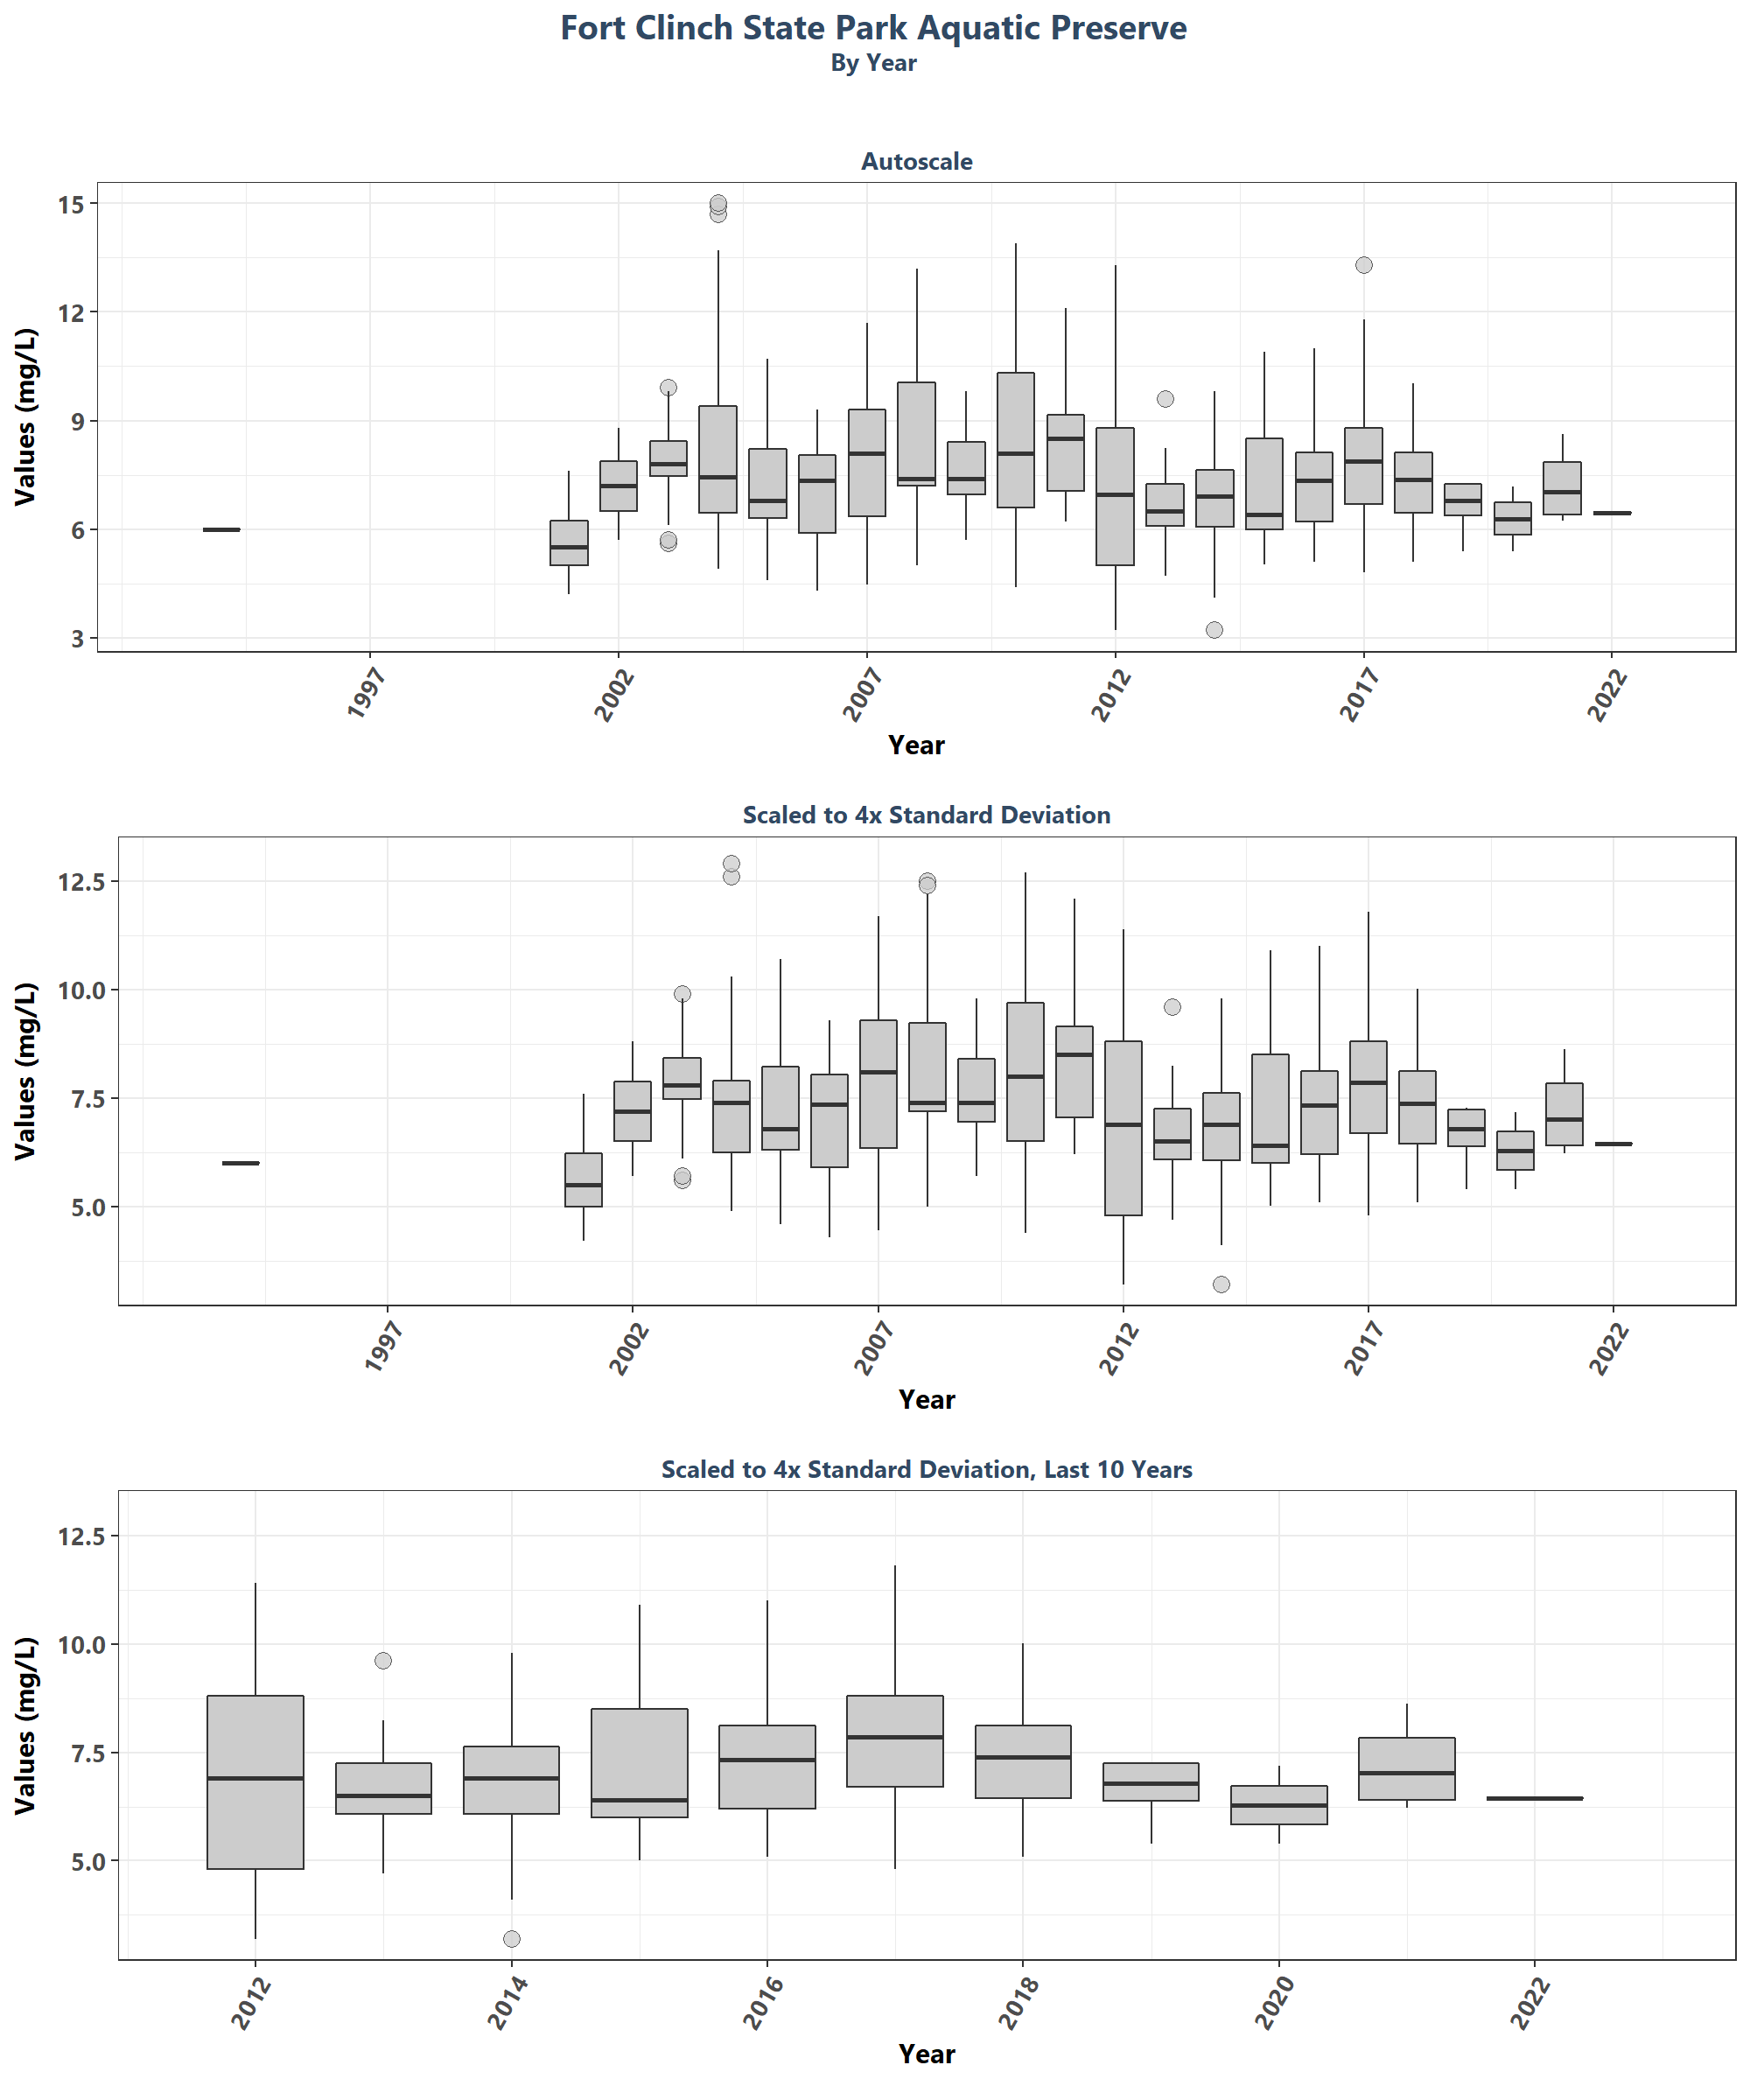 Fort Clinch State Park Aquatic Preserve
By Year
Autoscale
Values (mg/L)
15
12
9
6
3
1997 2002 2007 2012 2017 2022
Year
Scaled to 4x Standard Deviation
Values (mg/L)
12.5
10.0
7.5
5.0
1997 2002 2007 2012 2017 2022
Year
Scaled to 4x Standard Deviation, Last 10 Years
Values (mg/L)
12.5
10.0
7.5
5.0
2012 2014 2016 2018 2020 2022
Year